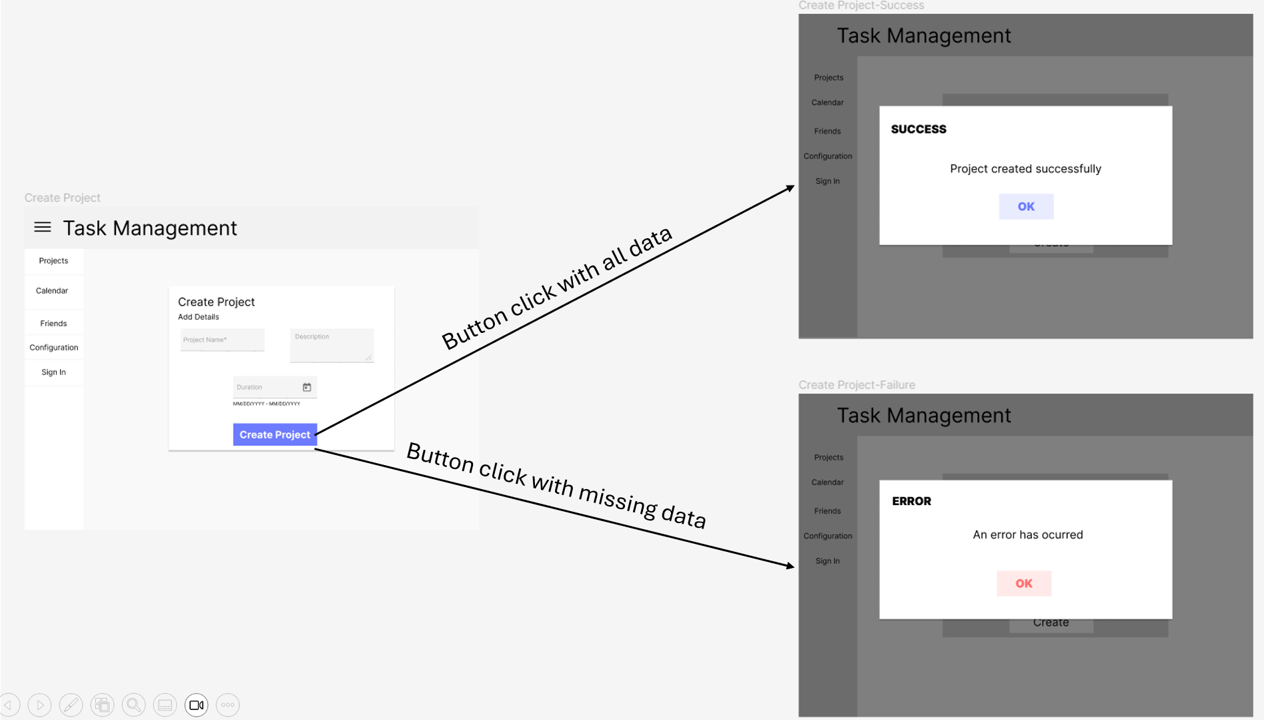 Create Project-Success
Task Management
Projects
Calendar
Friends
Configuration
Sign In
SUCCESS
Project created successfully
OK
Create
Create Project
Task Management
Projects
Calendar
Friends
Configuration
Sign In
Create Project
Add Details
Project Name*
Description
Duration
MM/DD/YYYY - MM/DD/YYYY
Create Project
Button click with all data
Button click with missing data
Create Project-Failure
Task Management
Projects
Calendar
Friends
Configuration
Sign In
ERROR
An error has ocurred
OK
Create